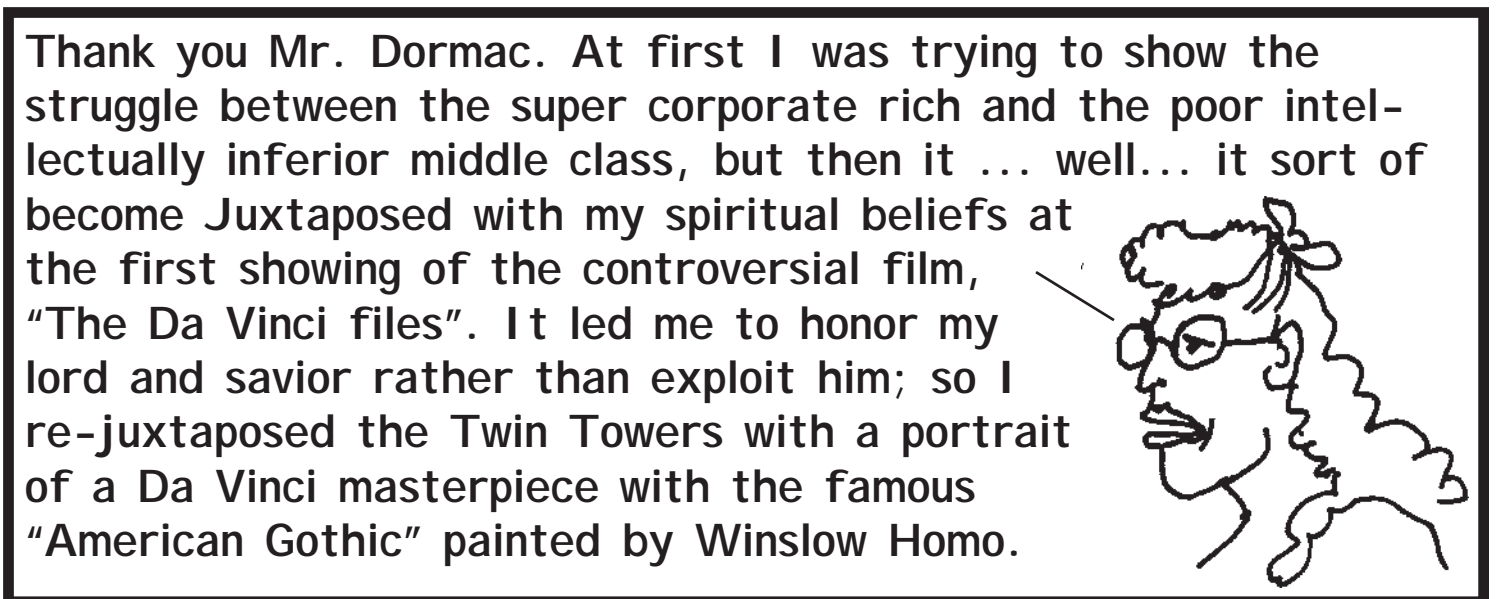 Thank you Mr. Dormac. At first I was trying to show the
struggle between the super corporate rich and the poor intel-
lectually inferior middle class, but then it ... well... it sort of
become Juxtaposed with my spiritual beliefs at
the first showing of the controversial film,
“The Da Vinci files”. It led me to honor my
lord and savior rather than exploit him; so I
re-juxtaposed the Twin Towers with a portrait
of a Da Vinci masterpiece with the famous
“American Gothic” painted by Winslow Homo.